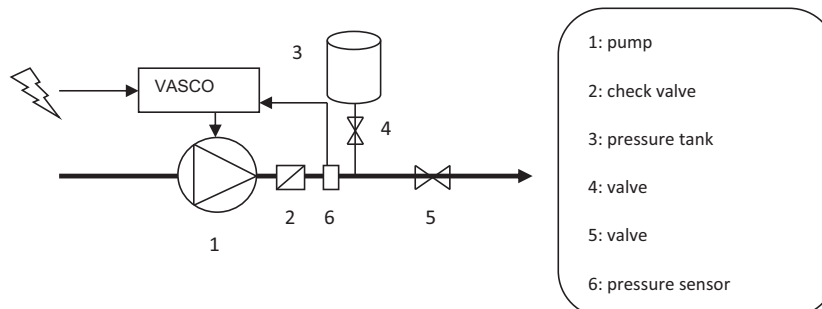 VASCO
3
4
2
6
5
1
1: pump
2: check valve
3: pressure tank
4: valve
5: valve
6: pressure sensor